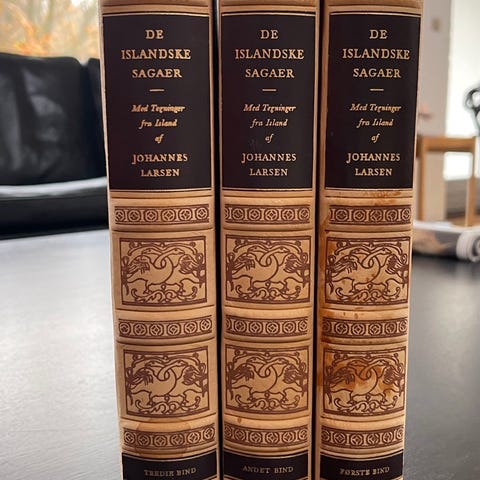 DE
ISLANDSKE
SAGAER
Med Tegninger
fra Island
af
JOHANNES
LARSEN
TREDIE BIND
DE
ISLANDSKE
SAGAER
Med Tegninger
fra Island
af
JOHANNES
LARSEN
ANDET BIND
DE
ISLANDSKE
SAGAER
Med Tegninger
fra Island
af
JOHANNES
LARSEN
FØRSTE BIND